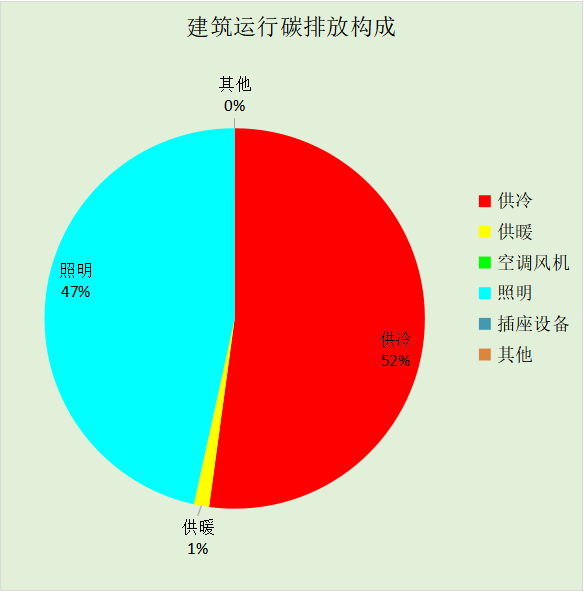 建筑运行碳排放构成
其他
0%
照明
47%
供冷
52%
供暖
1%
供冷
供暖
空调风机
照明
插座设备
其他